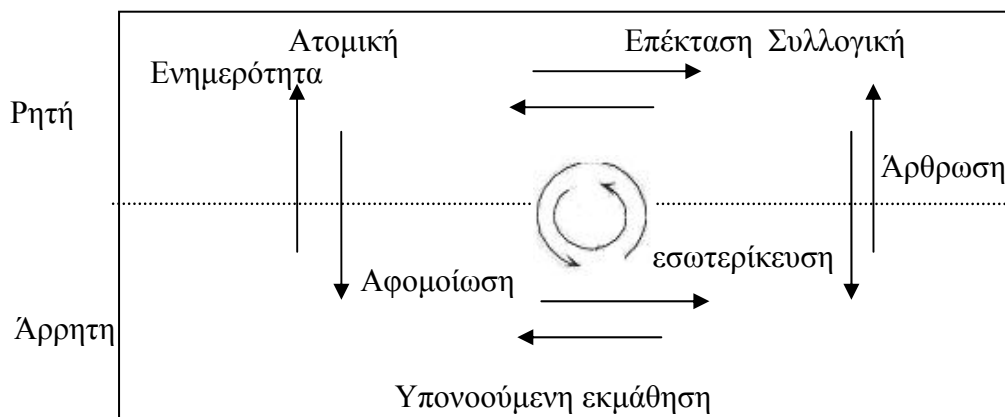 Ατομική Επέκταση Συλλογική
Ενημερότητα
Ρητή
Άρθρωση
εσωτερίκευση
Αφομοίωση
Άρρητη
Υπονοούμενη εκμάθηση